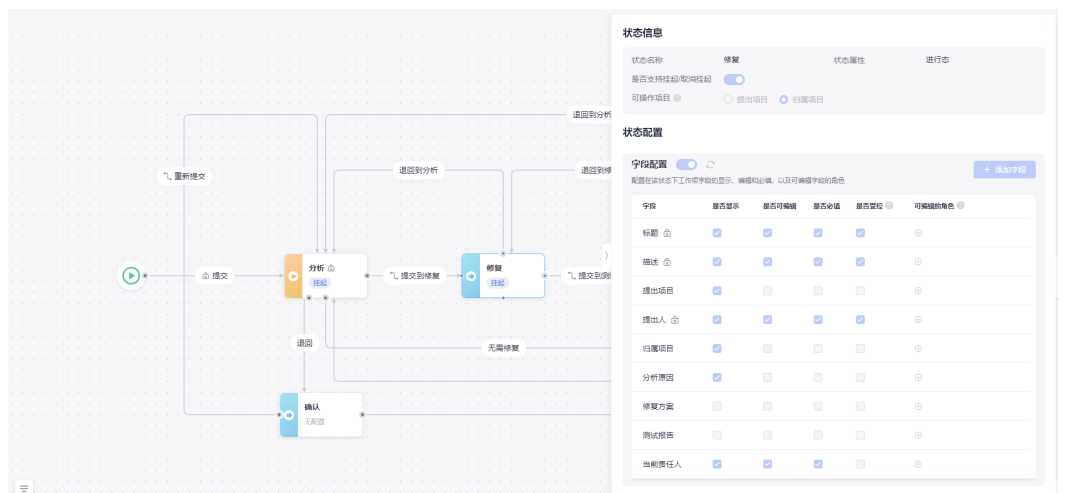 退回到分析
重新提交
退回到分析
退回到修
提交
分析
挂起
提交到修复
修复
挂起
提交到测
退回
无需修复
确认
无配置
状态信息
状态名称 修复 状态属性 进行态
是否支持挂起/取消挂起
可操作项目 提出项目 归属项目
状态配置
字段配置
+ 添加字段
配置在该状态下工作项字段的显示、编辑和必填、以及可编辑字段的角色
字段 是否显示 是否可编辑 是否必填 是否受控 可编辑的角色
标题
描述
提出项目
提出人
归属项目
分析原因
修复方案
测试报告
当前责任人